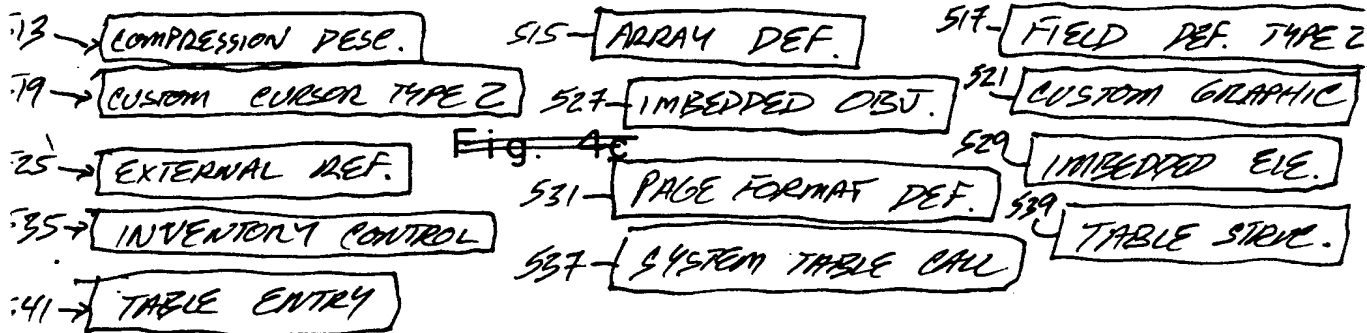 :13 COMPRESSION DESC. 515 ARRAY DEF. 517 FIELD DEF. TYPE 2
:19 CUSTOM CURSOR TYPE 2 527 IMBEDDED OBJ. 521 CUSTOM GRAPHIC
Fig. 4c
:25 EXTERNAL REF. 531 PAGE FORMAT DEF. 529 IMBEDDED ELE.
:35 INVENTORY CONTROL 537 SYSTEM TABLE CALL 539 TABLE STRUC.
:41 TABLE ENTRY